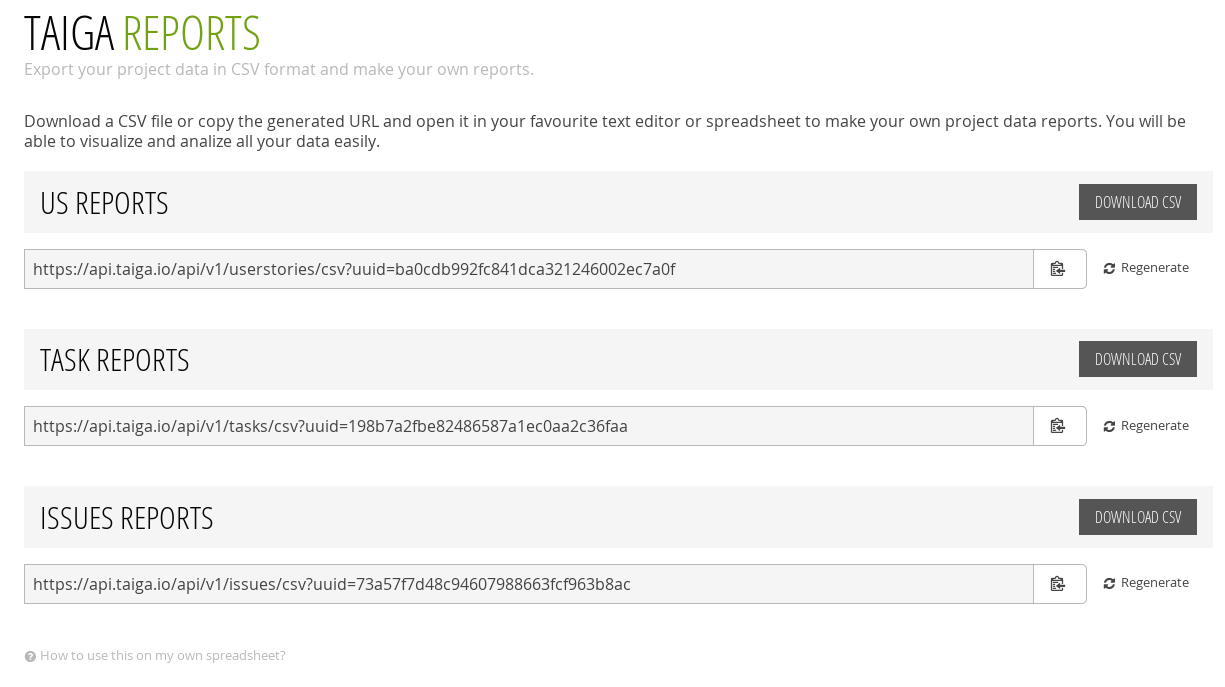 TAIGA REPORTS
Export your project data in CSV format and make your own reports.
Download a CSV file or copy the generated URL and open it in your favourite text editor or spreadsheet to make your own project data reports. You will be
able to visualize and analize all your data easily.
US REPORTS
DOWNLOAD CSV
https://api.taiga.io/api/v1/userstories/csv?uuid=ba0cdb992fc841dca321246002ec7a0f
Regenerate
TASK REPORTS
DOWNLOAD CSV
https://api.taiga.io/api/v1/tasks/csv?uuid=198b7a2fbe82486587a1ec0aa2c36faa
Regenerate
ISSUES REPORTS
DOWNLOAD CSV
https://api.taiga.io/api/v1/issues/csv?uuid=73a57f7d48c94607988663fcf963b8ac
Regenerate
How to use this on my own spreadsheet?